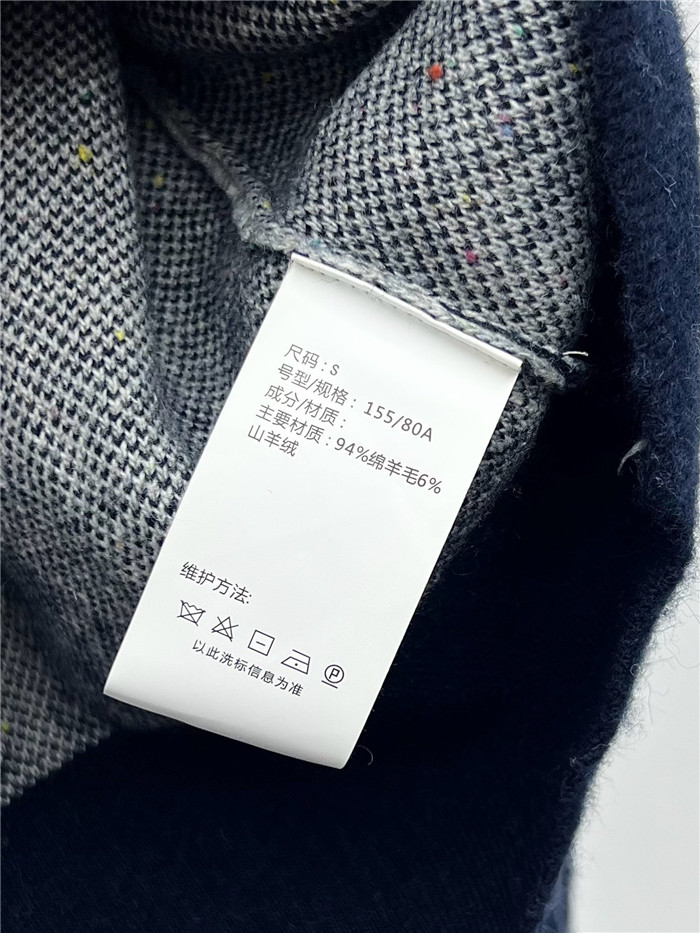 尺码：S
号型/规格：155/80A
成分/材质：
主要材质：94%绵羊毛6%
山羊绒
维护方法:
P
以此洗标信息为准